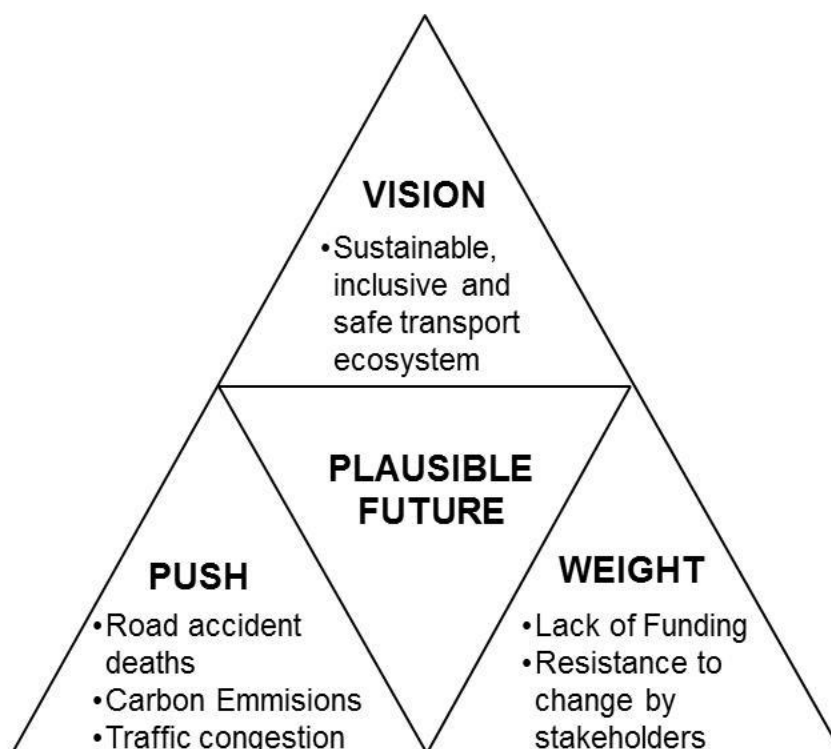 VISION
•Sustainable,
inclusive and
safe transport
ecosystem
PLAUSIBLE
FUTURE
PUSH
•Road accident
deaths
•Carbon Emmisions
•Traffic congestion
WEIGHT
•Lack of Funding
•Resistance to
change by
stakeholders